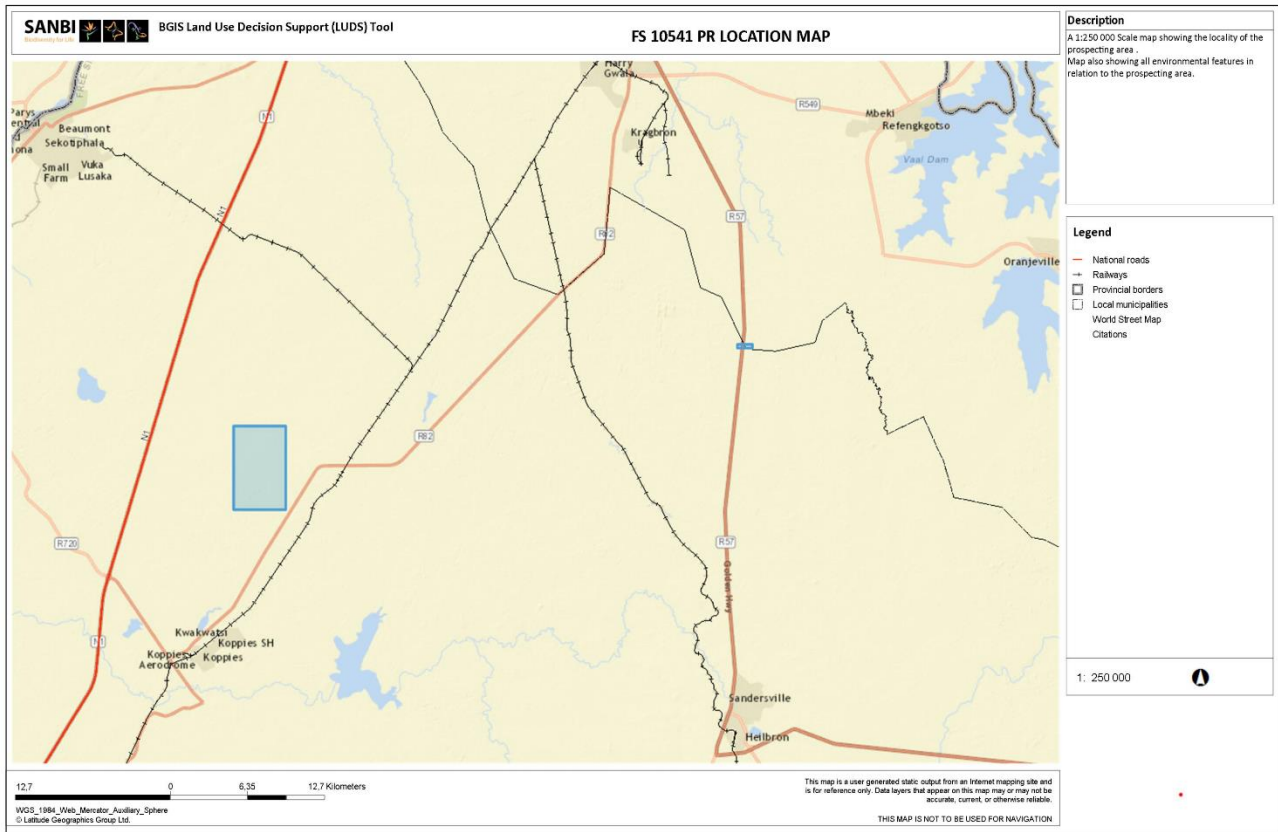 SANBI
Biodiversity for Life
BGIS Land Use Decision Support (LUDS) Tool
FS 10541 PR LOCATION MAP
Description
A 1:250 000 Scale map showing the locality of the
prospecting area .
Map also showing all environmental features in
relation to the prospecting area.
Harry
Gwala
FREE
N1
R549
Parys
Beaumont
Sekotiphala
Mbeki
Refengkgotso
Kragbron
Vaal Dam
Small
Farm
Vuka
Lusaka
N1
R57
R82
Oranjeville
Legend
National roads
Railways
Provincial borders
Local municipalities
World Street Map
Citations
N1
R82
R720
R57
Golden Hwy
N1
Kwakwatsi
Koppies SH
Koppies
Aerodrome
Koppies
Sandersville
Heilbron
1: 250 000
12,7
0
6,35
12,7 Kilometers
WGS_1984_Web_Mercator_Auxiliary_Sphere
© Latitude Geographics Group Ltd.
This map is a user generated static output from an Internet mapping site and
is for reference only. Data layers that appear on this map may or may not be
accurate, current, or otherwise reliable.
THIS MAP IS NOT TO BE USED FOR NAVIGATION